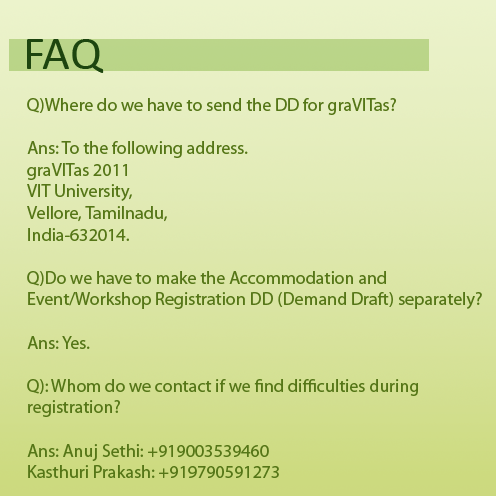 FAQ
Q)Where do we have to send the DD for graVITas?
Ans: To the following address.
graVITas 2011
VIT University,
Vellore, Tamilnadu,
India-632014.
Q)Do we have to make the Accommodation and
Event/Workshop Registration DD (Demand Draft) separately?
Ans: Yes.
Q): Whom do we contact if we find difficulties during
registration?
Ans: Anuj Sethi: +919003539460
Kasthuri Prakash: +919790591273